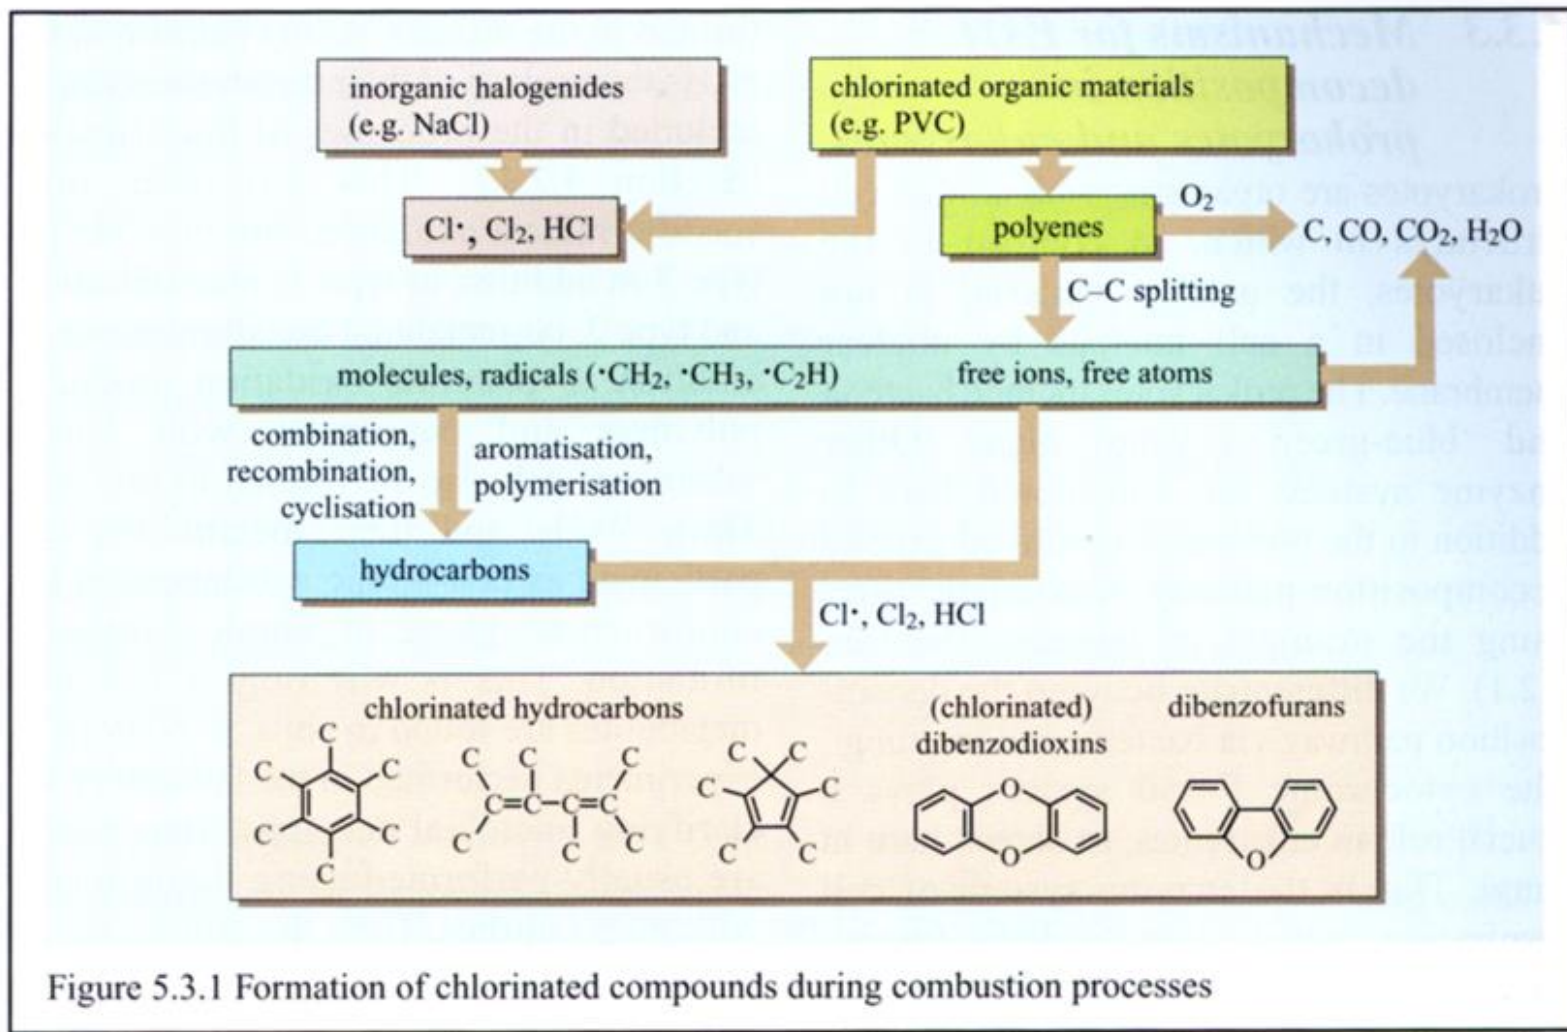 inorganic halogenides
(e.g. NaCl)
chlorinated organic materials
(e.g. PVC)
Cl·, Cl₂, HCl
polyenes
O₂
C, CO, CO₂, H₂O
C–C splitting
molecules, radicals (·CH₂, ·CH₃, ·C₂H)
free ions, free atoms
combination,
recombination,
cyclisation
aromatisation,
polymerisation
hydrocarbons
Cl·, Cl₂, HCl
chlorinated hydrocarbons
(chlorinated)
dibenzodioxins
dibenzofurans
C
C C
C C
C
C C C
C C
C C C
C C
C C
C C
O
O
O
Figure 5.3.1 Formation of chlorinated compounds during combustion processes